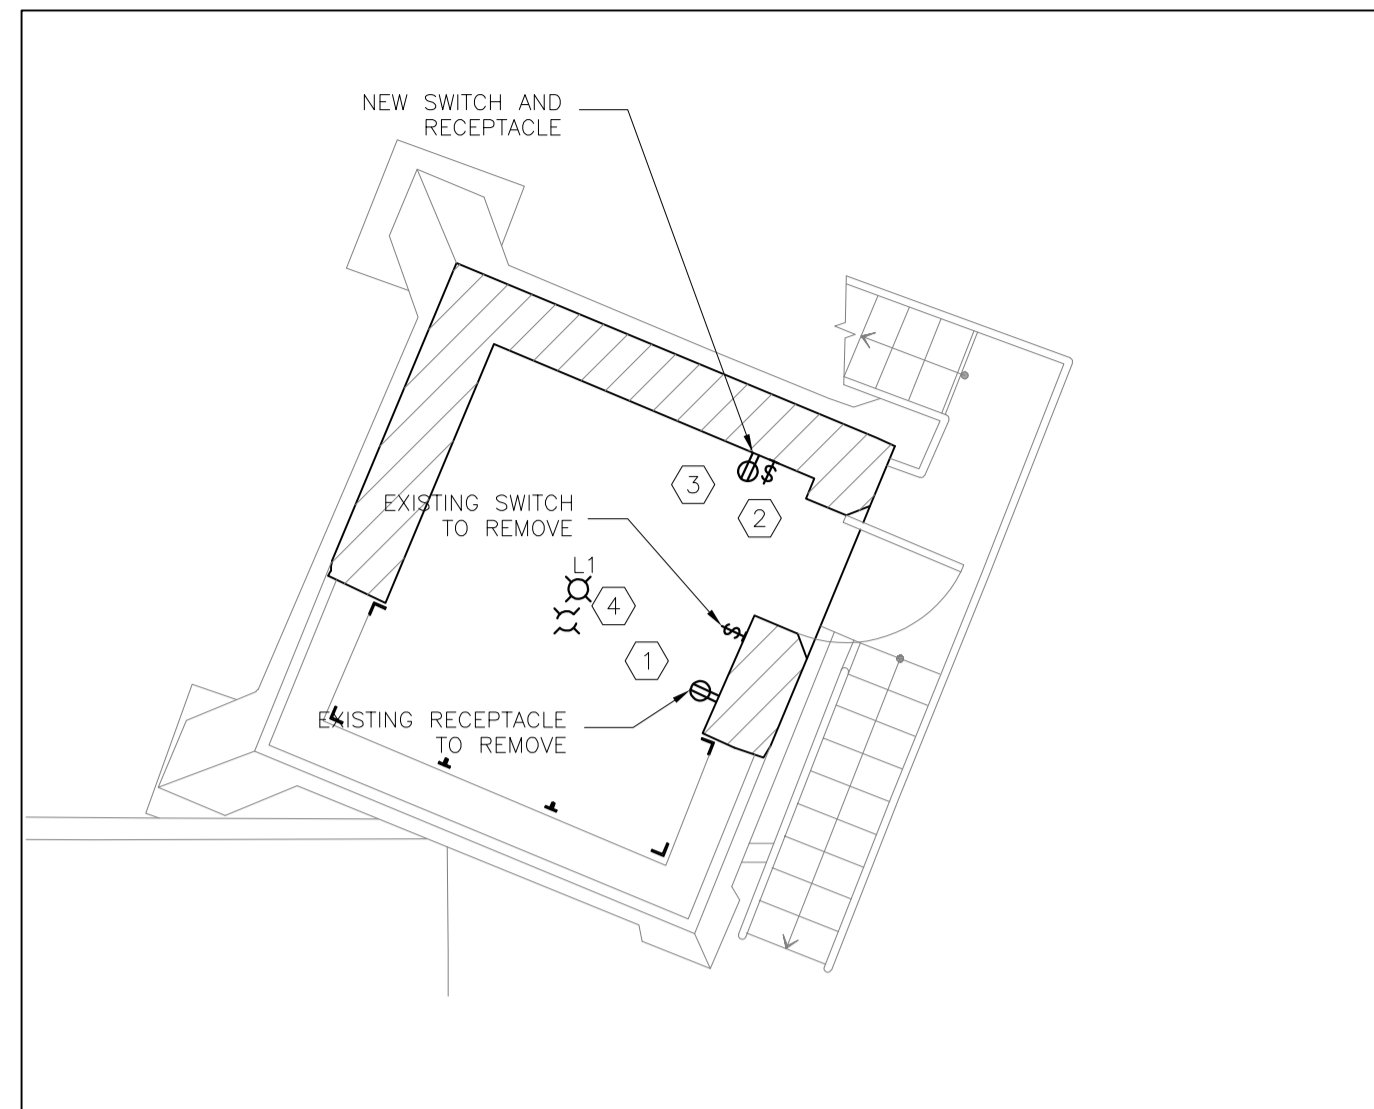 NEW SWITCH AND
RECEPTACLE
$
3
2
EXISTING SWITCH
TO REMOVE
L1
4
$
1
EXISTING RECEPTACLE
TO REMOVE